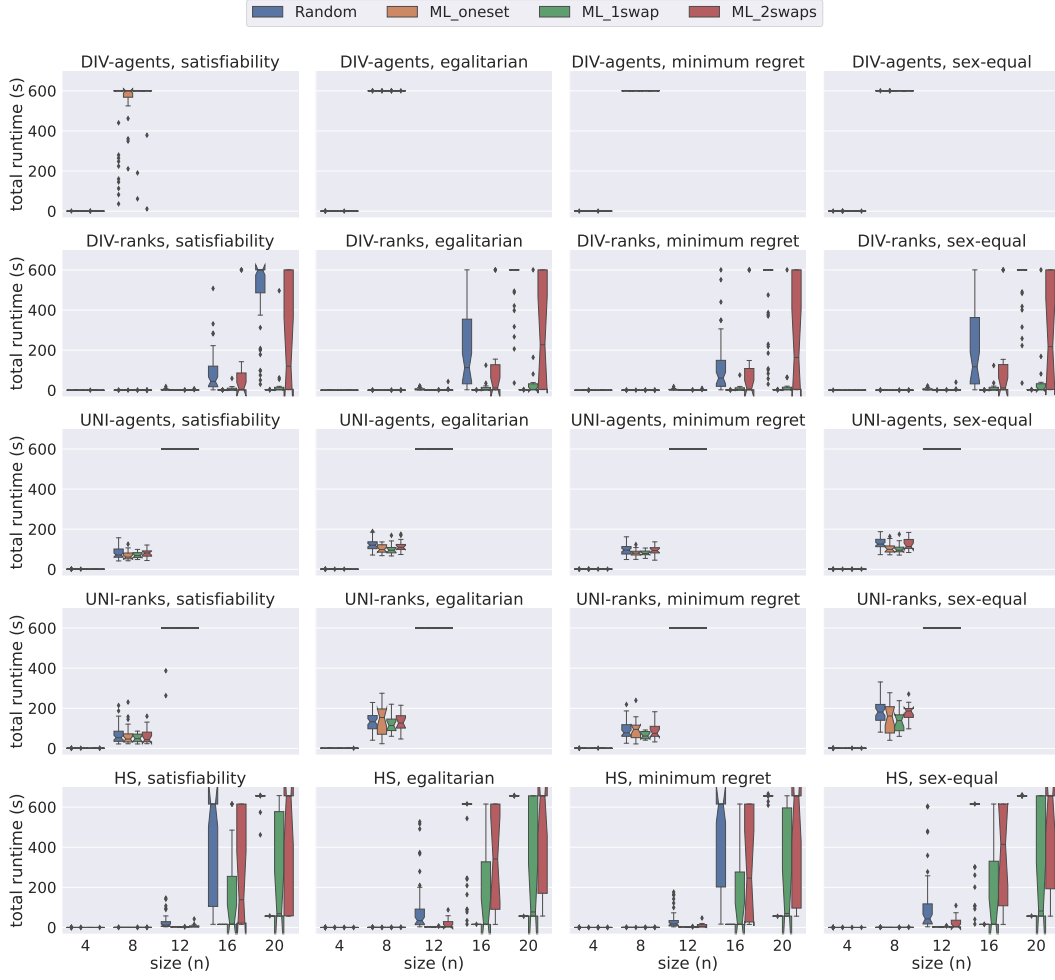 Random ML_oneset ML_1swap ML_2swaps
DIV-agents, satisfiability DIV-agents, egalitarian DIV-agents, minimum regret DIV-agents, sex-equal
total runtime (s)
600
400
200
0
DIV-ranks, satisfiability DIV-ranks, egalitarian DIV-ranks, minimum regret DIV-ranks, sex-equal
total runtime (s)
600
400
200
0
UNI-agents, satisfiability UNI-agents, egalitarian UNI-agents, minimum regret UNI-agents, sex-equal
total runtime (s)
600
400
200
0
UNI-ranks, satisfiability UNI-ranks, egalitarian UNI-ranks, minimum regret UNI-ranks, sex-equal
total runtime (s)
600
400
200
0
HS, satisfiability HS, egalitarian HS, minimum regret HS, sex-equal
total runtime (s)
600
400
200
0
4 8 12 16 20 4 8 12 16 20 4 8 12 16 20 4 8 12 16 20
size (n) size (n) size (n) size (n)